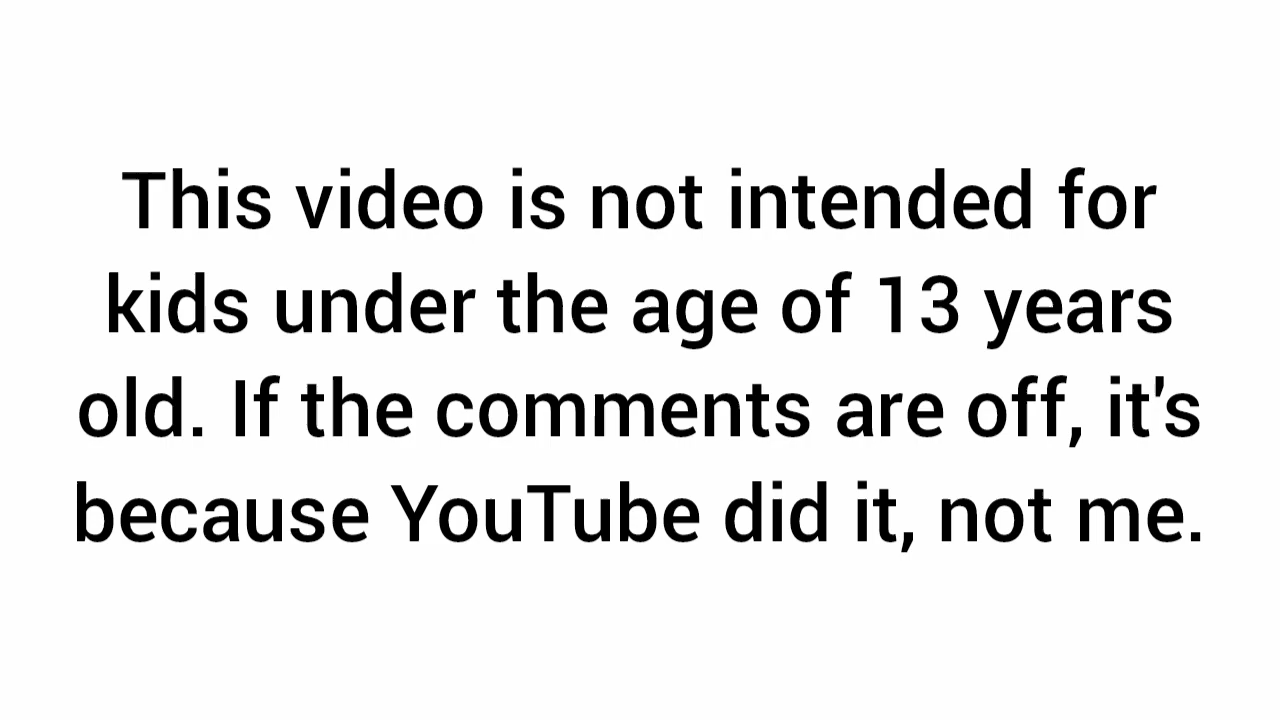 This video is not intended for
kids under the age of 13 years
old. If the comments are off, it's
because YouTube did it, not me.